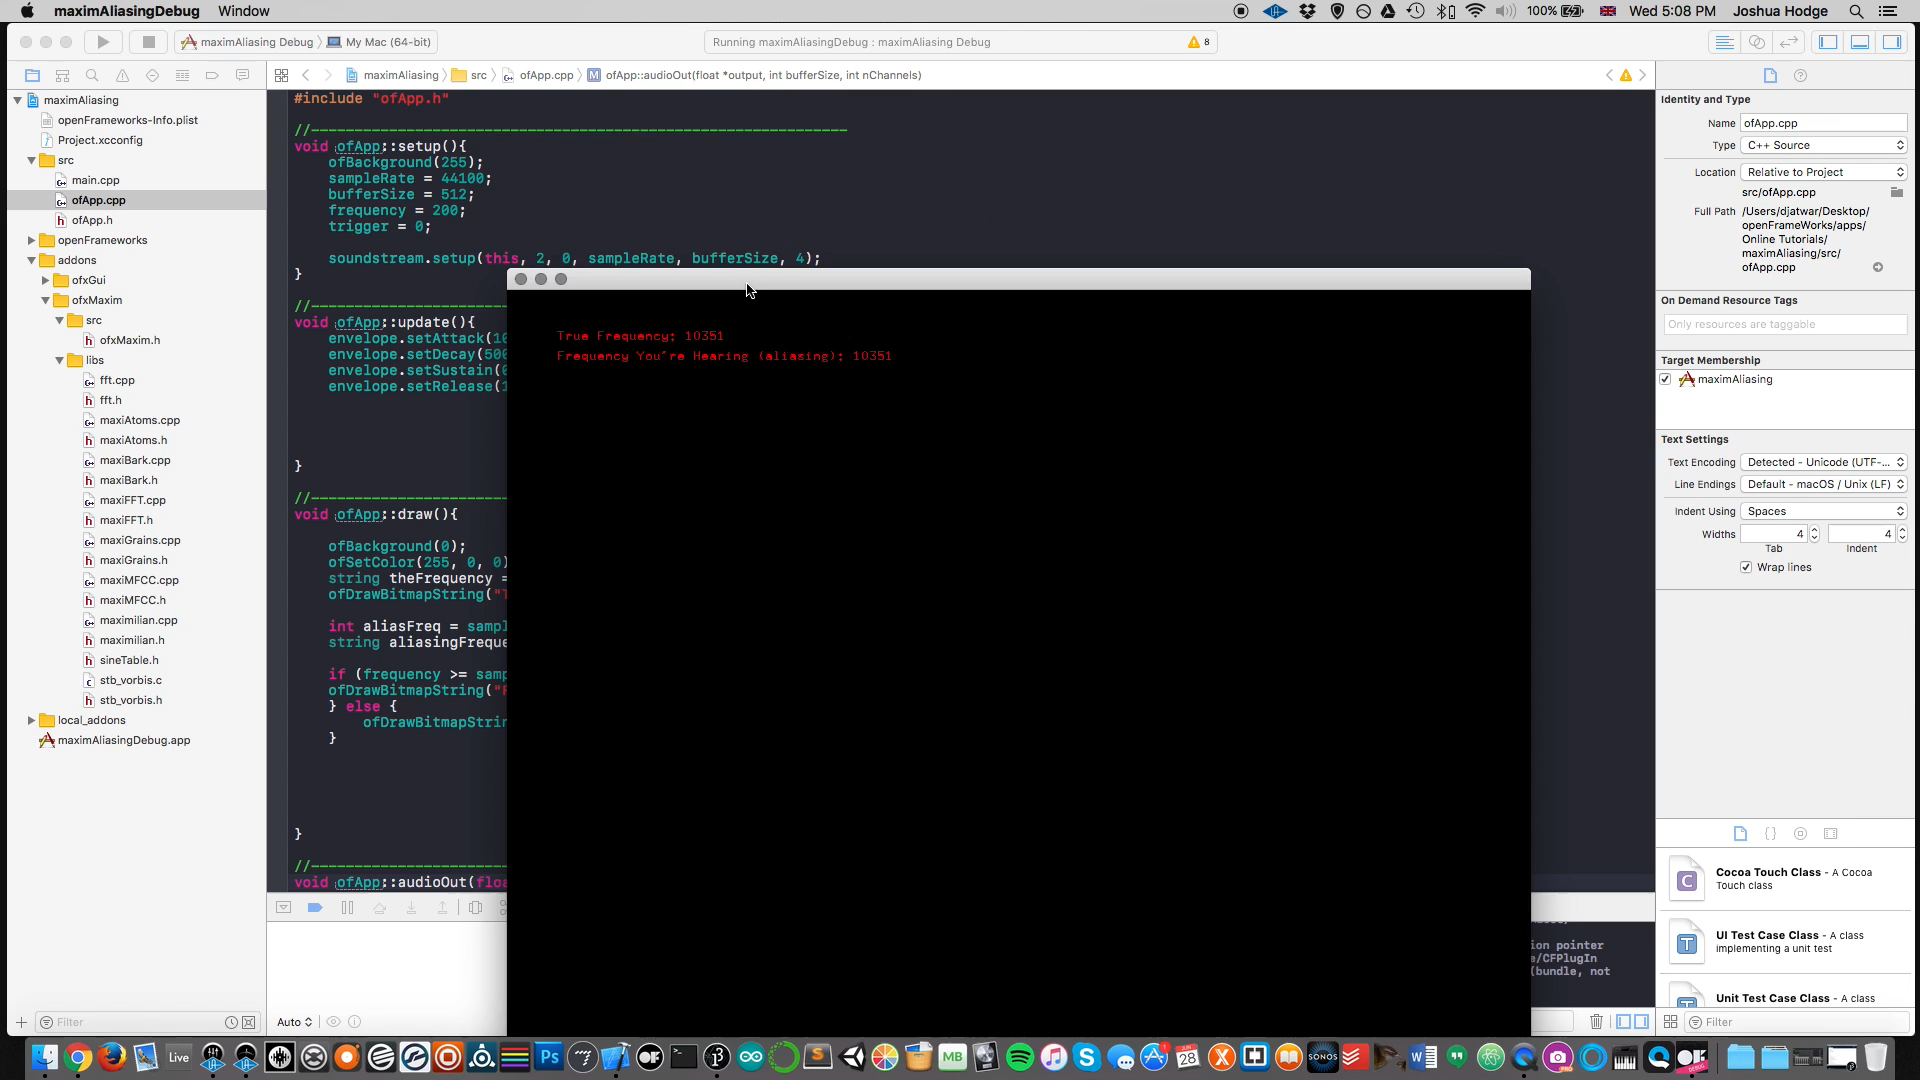 maximAliasingDebug Window 100% Wed 5:08 PM Joshua Hodge
maximAliasing Debug My Mac (64-bit)
Running maximAliasingDebug : maximAliasing Debug
8
maximAliasing src ofApp.cpp ofApp::audioOut(float *output, int bufferSize, int nChannels)
maximAliasing
openFrameworks-Info.plist
Project.xcconfig
src
main.cpp
ofApp.cpp
ofApp.h
openFrameworks
addons
ofxGui
ofxMaxim
src
ofxMaxim.h
libs
fft.cpp
fft.h
maxiAtoms.cpp
maxiAtoms.h
maxiBark.cpp
maxiBark.h
maxiFFT.cpp
maxiFFT.h
maxiGrains.cpp
maxiGrains.h
maxiMFCC.cpp
maxiMFCC.h
maximilian.cpp
maximilian.h
sineTable.h
stb_vorbis.c
stb_vorbis.h
local_addons
maximAliasingDebug.app
Filter
#include "ofApp.h"
//--------------------------------------------------------------
void ofApp::setup(){
ofBackground(255);
sampleRate = 44100;
bufferSize = 512;
frequency = 200;
trigger = 0;
soundstream.setup(this, 2, 0, sampleRate, bufferSize, 4);
}
//-----------------------
void ofApp::update(){
envelope.setAttack(10
envelope.setDecay(500
envelope.setSustain(
envelope.setRelease(1
}
//-----------------------
void ofApp::draw(){
ofBackground(0);
ofSetColor(255, 0, 0)
string theFrequency =
ofDrawBitmapString("T
int aliasFreq = samp
string aliasingFreque
if (frequency >= samp
ofDrawBitmapString("F
} else {
ofDrawBitmapStrin
}
}
//-----------------------
void ofApp::audioOut(floa
True Frequency: 10351
Frequency You're Hearing (aliasing): 10351
ion pointer
e/CFPlugIn
(bundle, not
Auto
Identity and Type
Name ofApp.cpp
Type C++ Source
Location Relative to Project
src/ofApp.cpp
Full Path /Users/djatwar/Desktop/
openFrameWorks/apps/
Online Tutorials/
maximAliasing/src/
ofApp.cpp
On Demand Resource Tags
Only resources are taggable
Target Membership
maximAliasing
Text Settings
Text Encoding Detected - Unicode (UTF-...
Line Endings Default - macOS / Unix (LF)
Indent Using Spaces
Widths 4 4
Tab Indent
Wrap lines
C
Cocoa Touch Class - A Cocoa
Touch class
T
UI Test Case Class - A class
implementing a unit test
T
Unit Test Case Class - A class
Filter
Live Ps MB SONOS 28